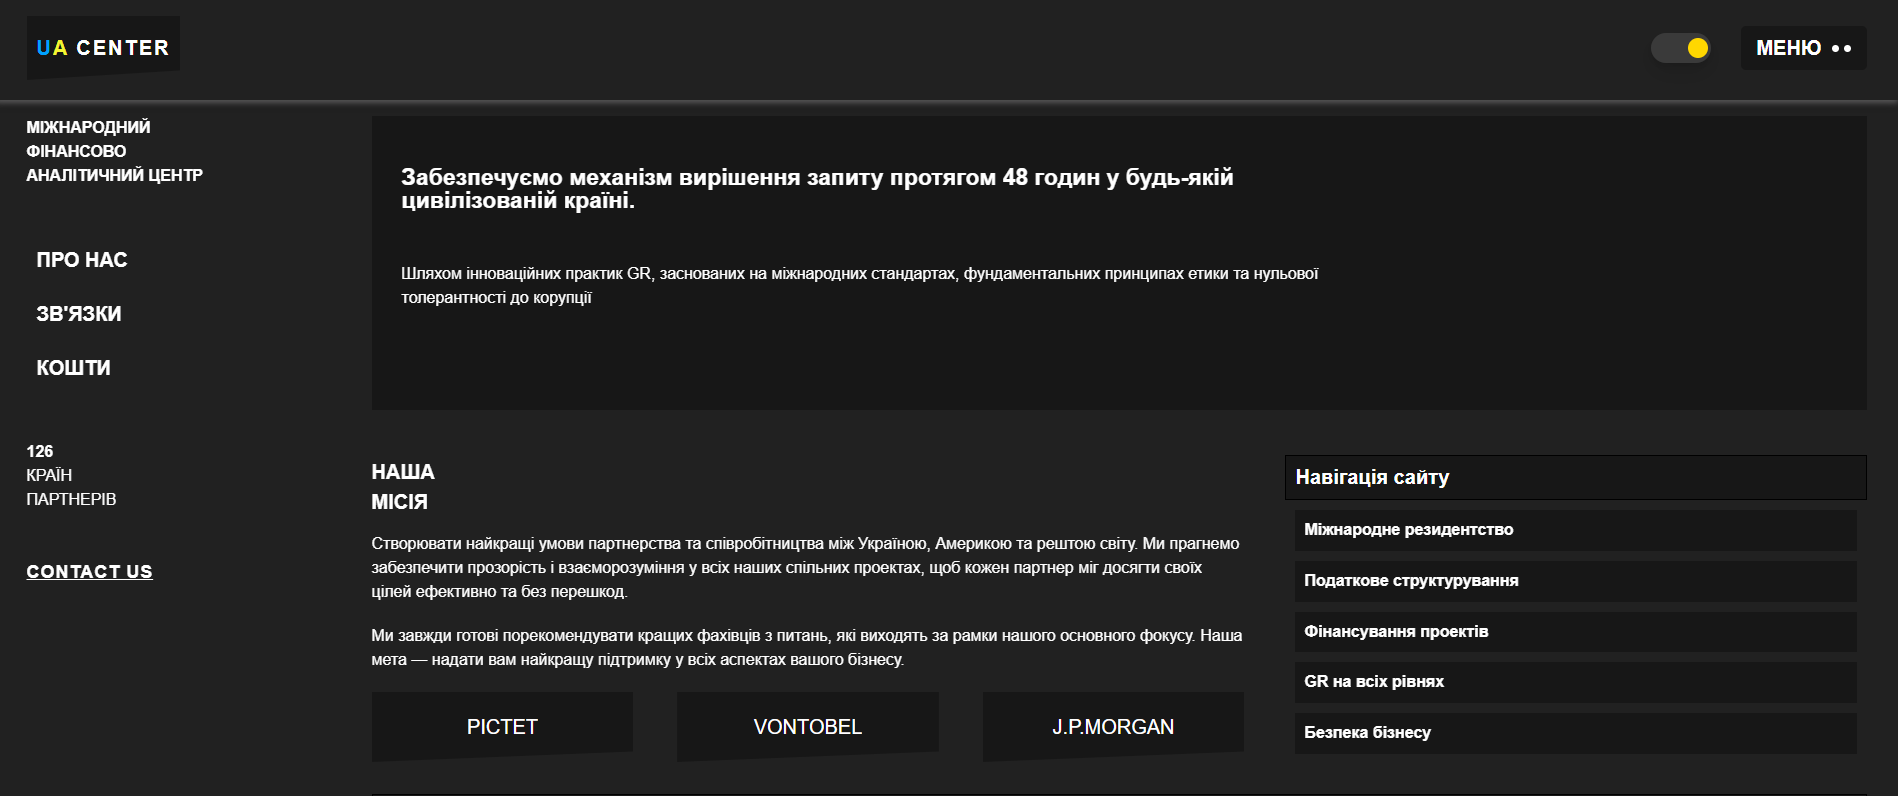 UA CENTER
МЕНЮ
МІЖНАРОДНИЙ
ФІНАНСОВО
АНАЛІТИЧНИЙ ЦЕНТР
ПРО НАС
ЗВ'ЯЗКИ
КОШТИ
126
КРАЇН
ПАРТНЕРІВ
CONTACT US
Забезпечуємо механізм вирішення запиту протягом 48 годин у будь-якій
цивілізованій країні.
Шляхом інноваційних практик GR, заснованих на міжнародних стандартах, фундаментальних принципах етики та нульової
толерантності до корупції
НАША
МІСІЯ
Створювати найкращі умови партнерства та співробітництва між Україною, Америкою та рештою світу. Ми прагнемо
забезпечити прозорість і взаєморозуміння у всіх наших спільних проектах, щоб кожен партнер міг досягти своїх
цілей ефективно та без перешкод.
Ми завжди готові порекомендувати кращих фахівців з питань, які виходять за рамки нашого основного фокусу. Наша
мета — надати вам найкращу підтримку у всіх аспектах вашого бізнесу.
PICTET
VONTOBEL
J.P.MORGAN
Навігація сайту
Міжнародне резидентство
Податкове структурування
Фінансування проектів
GR на всіх рівнях
Безпека бізнесу